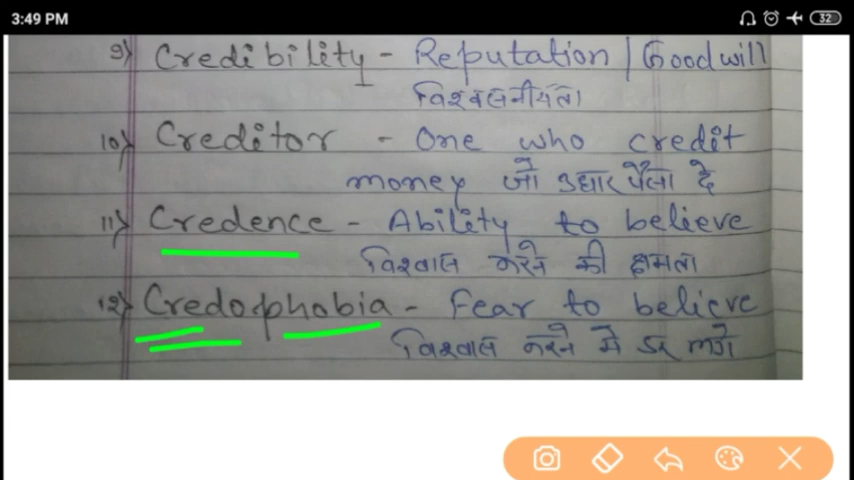 3:49 PM 32
9) Credibility - Reputation | Goodwill
विश्वसनीयता
10) Creditor - One who credit
money जो उधार पैसा दे
11) Credence - Ability to believe
विश्वास करने की क्षमता
12) Credophobia - Fear to believe
विश्वास करने मे डर लगे